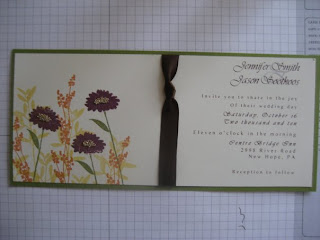 Jennifer Smith
Jason Soothoos
Invite you to share in the joy
Of their wedding day
Saturday, October 16
Two thousand and ten
Eleven o'clock in the morning
Centre Bridge Inn
2998 River Road
New Hope, PA
Reception to follow